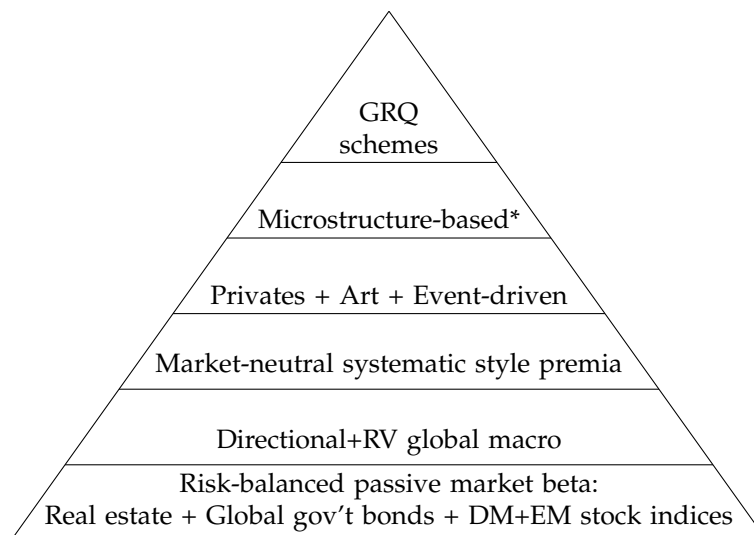 GRQ
schemes
Microstructure-based*
Privates + Art + Event-driven
Market-neutral systematic style premia
Directional+RV global macro
Risk-balanced passive market beta:
Real estate + Global gov't bonds + DM+EM stock indices